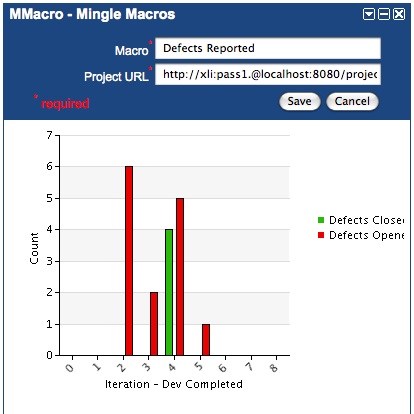 MMacro - Mingle Macros
Macro* Defects Reported
Project URL* http://xli:pass1.@localhost:8080/projec
* required Save Cancel
7
6
5
4
3
2
1
0
Count
0 1 2 3 4 5 6 7 8
Iteration - Dev Completed
Defects Close
Defects Opene